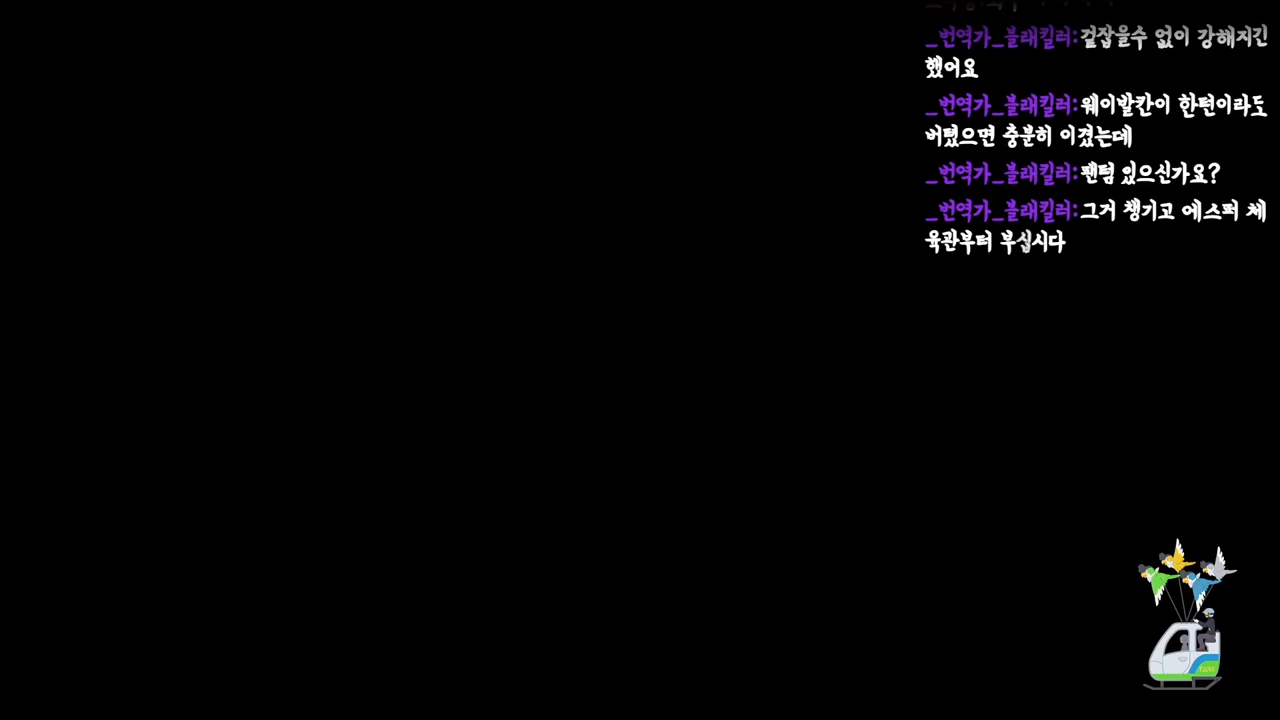 _번역가_블래킬러:겉잡을수 없이 강해지긴
했어요
_번역가_블래킬러:웨이발칸이 한턴이라도
버텼으면 충분히 이겼는데
_번역가_블래킬러:팬텀 있으신가요?
_번역가_블래킬러:그거 챙기고 에스퍼 체
육관부터 부십시다